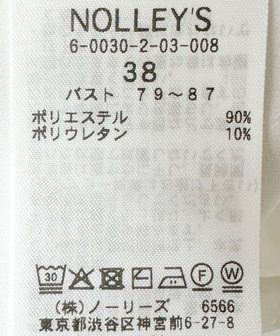 NOLLEY'S
6-0030-2-03-008
38
バスト 79~87
ポリエステル 90%
ポリウレタン 10%
30 F W
(株)ノーリーズ 6566
東京都渋谷区神宮前6-27-8